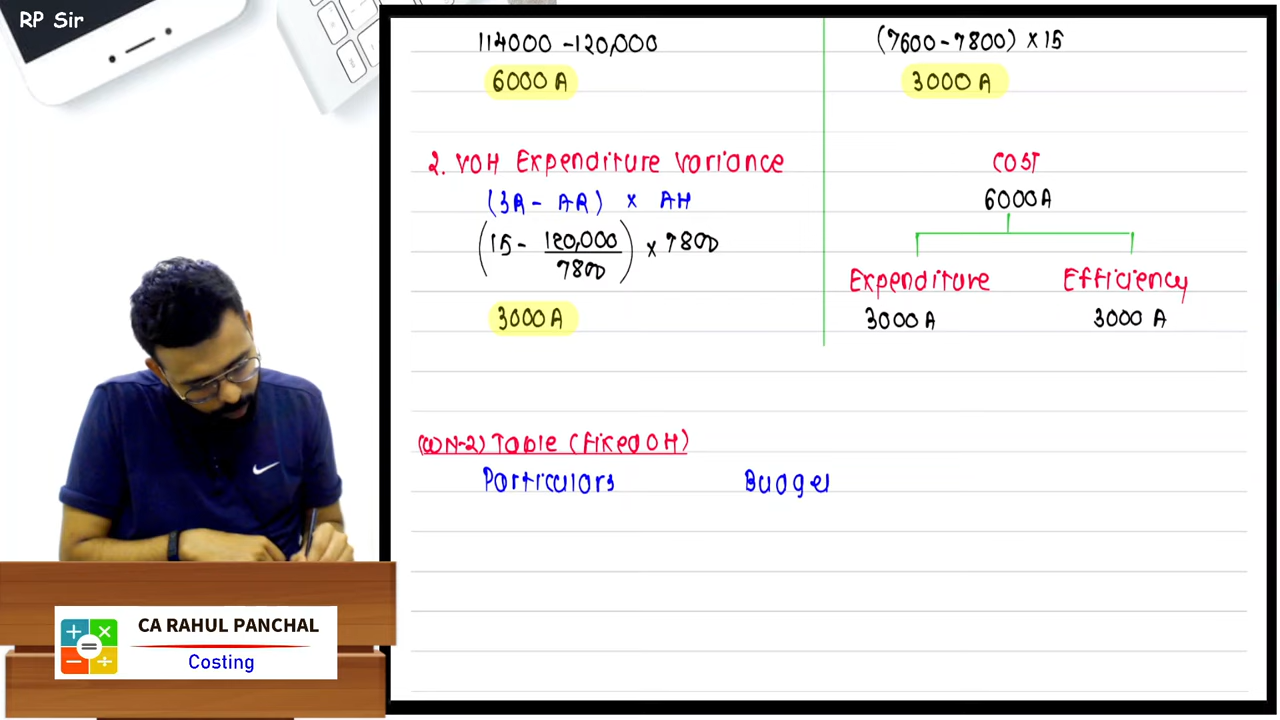 RP Sir
114000 - 120,000
6000 A
(7600 - 7800) × 15
3000 A
2. VOH Expenditure Variance
(SR - AR) × AH
(15 - 120,000 / 7800) × 7800
3000 A
COST
6000 A
Expenditure Efficiency
3000 A 3000 A
(WN-2) Table (Fixed OH)
Particulars Budget
CA RAHUL PANCHAL
Costing